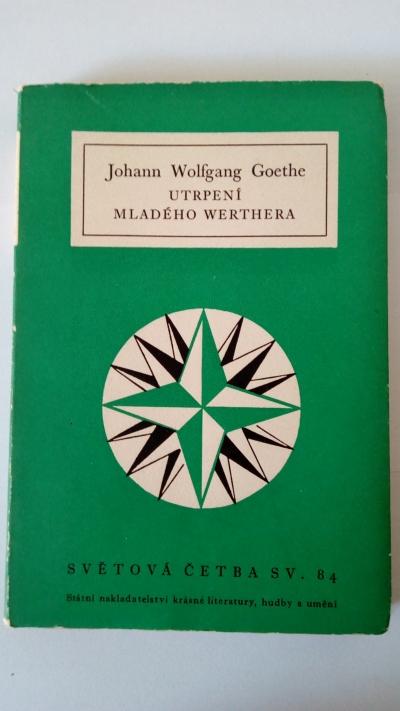 Johann Wolfgang Goethe
UTRPENÍ
MLADÉHO WERTHERA
SVĚTOVÁ ČETBA SV. 84
Státní nakladatelství krásné literatury, hudby a umění